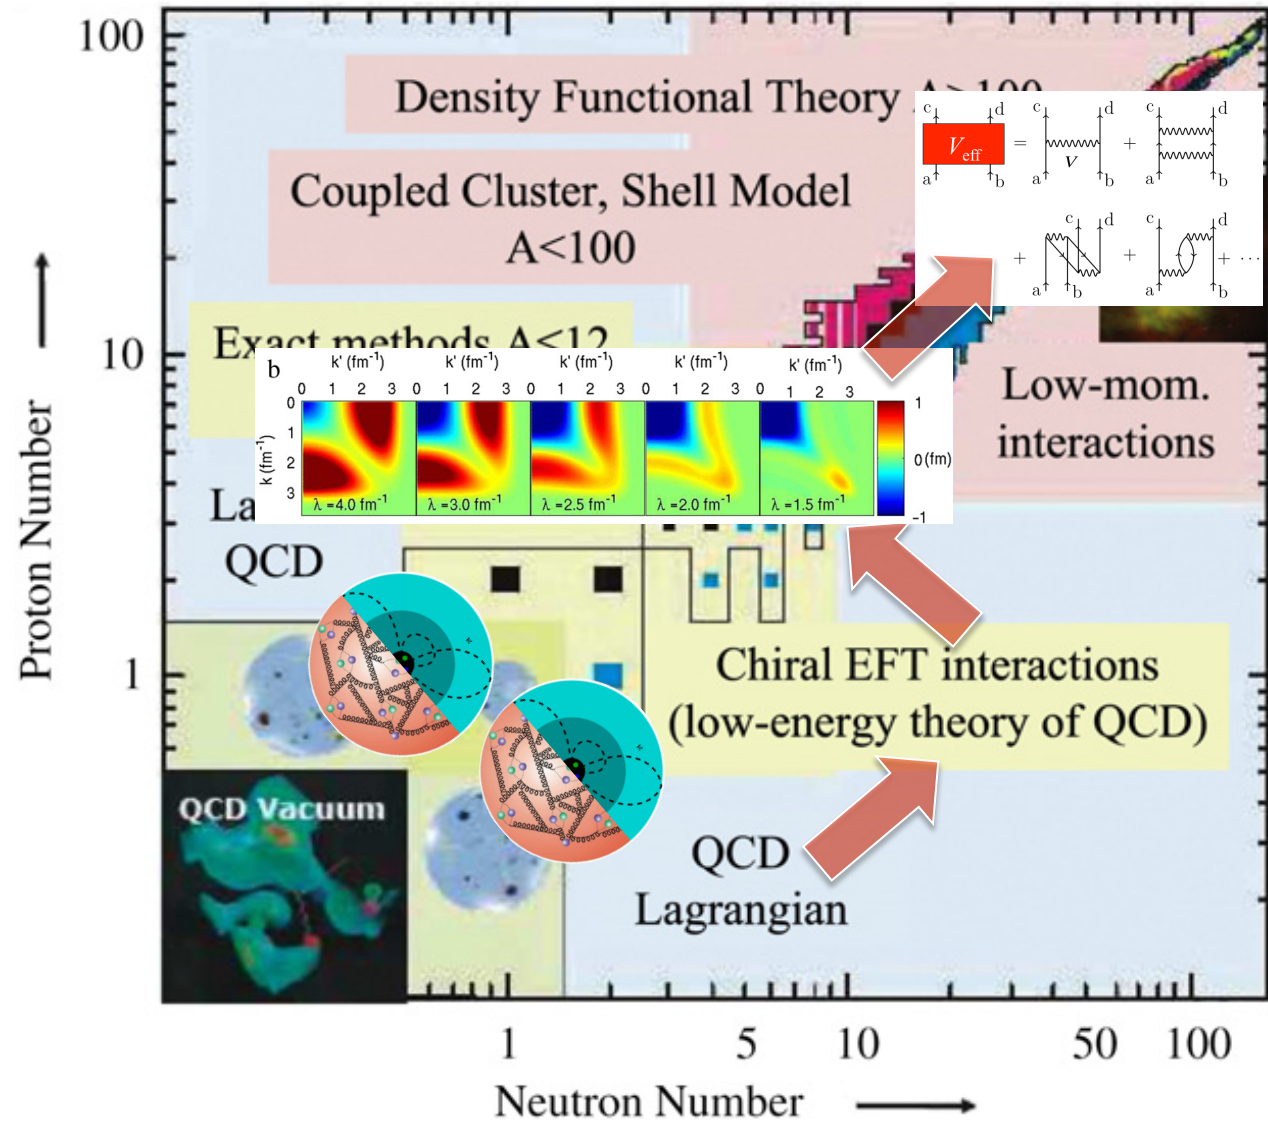 100
Density Functional Theory A>100
c d c d c d
V_eff = V + 
a b a b a b
Coupled Cluster, Shell Model
A<100
c d c d
+ + + ...
a b a b
Exact methods A<12
10
b
k' (fm⁻¹) k' (fm⁻¹) k' (fm⁻¹) k' (fm⁻¹) k' (fm⁻¹)
0 1 2 3 0 1 2 3 0 1 2 3 0 1 2 3 0 1 2 3
k (fm⁻¹)
0
1
2
3
λ =4.0 fm⁻¹ λ =3.0 fm⁻¹ λ =2.5 fm⁻¹ λ =2.0 fm⁻¹ λ =1.5 fm⁻¹
1
0 (fm)
-1
Low-mom.
interactions
La
QCD
Proton Number
1
Chiral EFT interactions
(low-energy theory of QCD)
QCD Vacuum
QCD
Lagrangian
1 5 10 50 100
Neutron Number